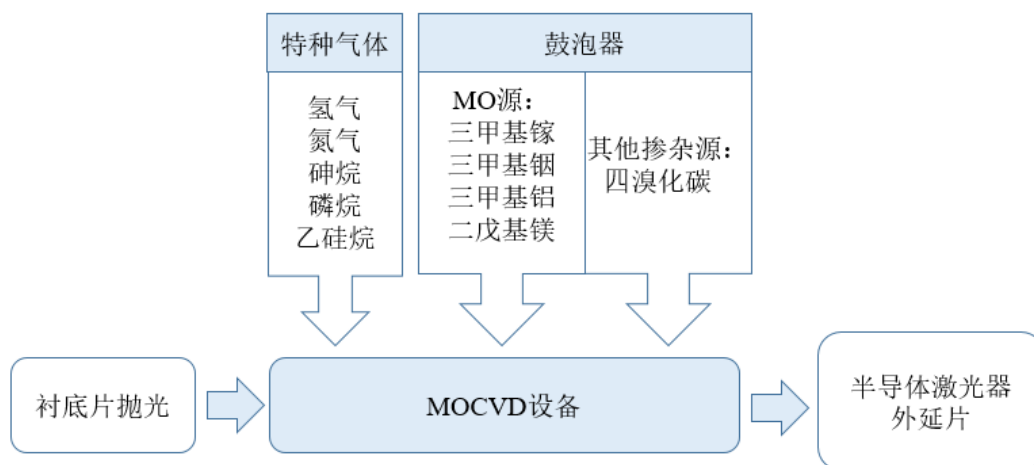 特种气体
鼓泡器
氢气
氮气
砷烷
磷烷
乙硅烷
MO源：
三甲基镓
三甲基铟
三甲基铝
二戊基镁
其他掺杂源：
四溴化碳
衬底片抛光
MOCVD设备
半导体激光器
外延片